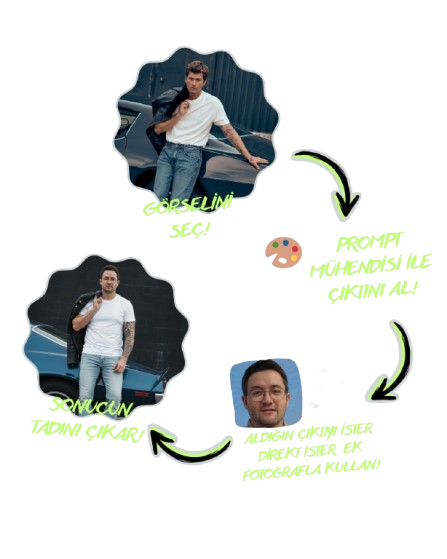 GÖRSELİNİ
SEÇ!
PROMPT
MÜHENDİSİ İLE
ÇIKTINI AL!
ALDIĞIN ÇIKTIYI İSTER
DİREKT İSTER EK
FOTOĞRAFLA KULLAN!
SONUCUN
TADINI ÇIKAR!